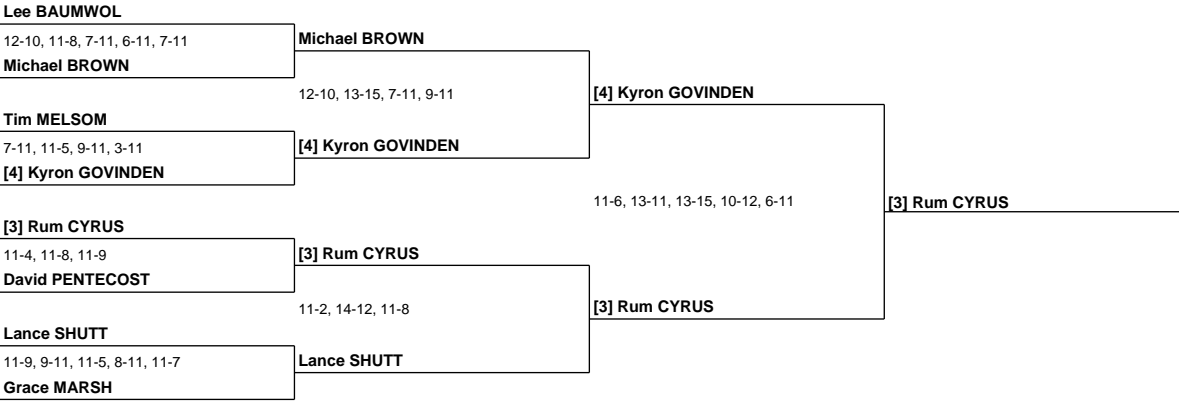 Lee BAUMWOL
12-10, 11-8, 7-11, 6-11, 7-11
Michael BROWN
Michael BROWN
12-10, 13-15, 7-11, 9-11
[4] Kyron GOVINDEN
Tim MELSOM
7-11, 11-5, 9-11, 3-11
[4] Kyron GOVINDEN
[4] Kyron GOVINDEN
11-6, 13-11, 13-15, 10-12, 6-11
[3] Rum CYRUS
[3] Rum CYRUS
11-4, 11-8, 11-9
David PENTECOST
[3] Rum CYRUS
11-2, 14-12, 11-8
[3] Rum CYRUS
Lance SHUTT
11-9, 9-11, 11-5, 8-11, 11-7
Grace MARSH
Lance SHUTT